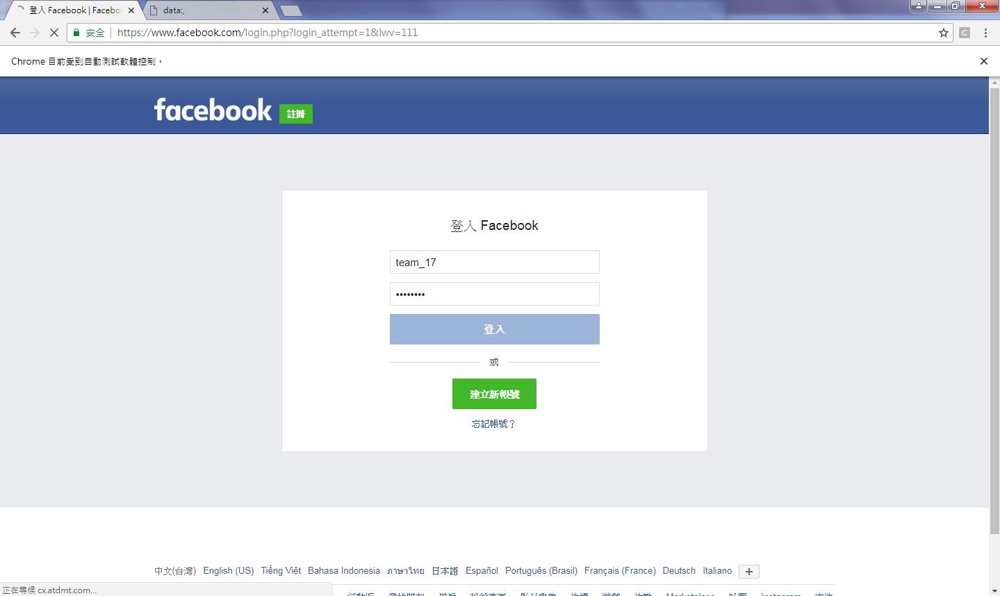 登入 Facebook | Facebo
data:,
安全 https://www.facebook.com/login.php?login_attempt=1&lwv=111
C
Chrome 目前受到自動測試軟體控制。
facebook 註冊
登入 Facebook
team_17
••••••••
登入
或
建立新帳號
忘記帳號？
中文(台灣) English (US) Tiếng Việt Bahasa Indonesia ภาษาไทย 日本語 Español Português (Brasil) Français (France) Deutsch Italiano
正在等候 cx.atdmt.com...
Marketplace Instagram